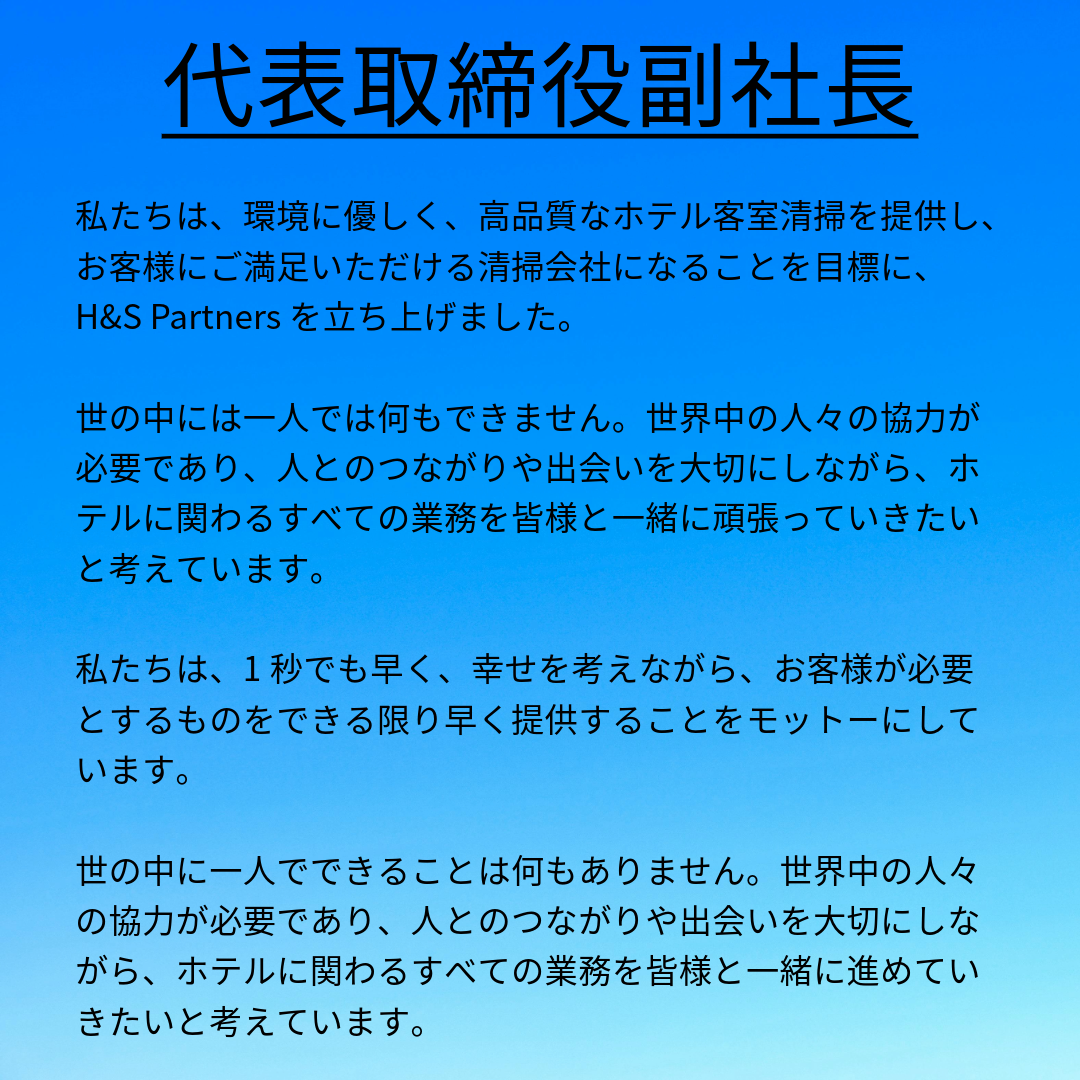 代表取締役副社長
私たちは、環境に優しく、高品質なホテル客室清掃を提供し、
お客様にご満足いただける清掃会社になることを目標に、
H&S Partners を立ち上げました。
世の中には一人では何もできません。世界中の人々の協力が
必要であり、人とのつながりや出会いを大切にしながら、ホ
テルに関わるすべての業務を皆様と一緒に頑張っていきたい
と考えています。
私たちは、1 秒でも早く、幸せを考えながら、お客様が必要
とするものをできる限り早く提供することをモットーにして
います。
世の中に一人でできることは何もありません。世界中の人々
の協力が必要であり、人とのつながりや出会いを大切にしな
がら、ホテルに関わるすべての業務を皆様と一緒に進めてい
きたいと考えています。